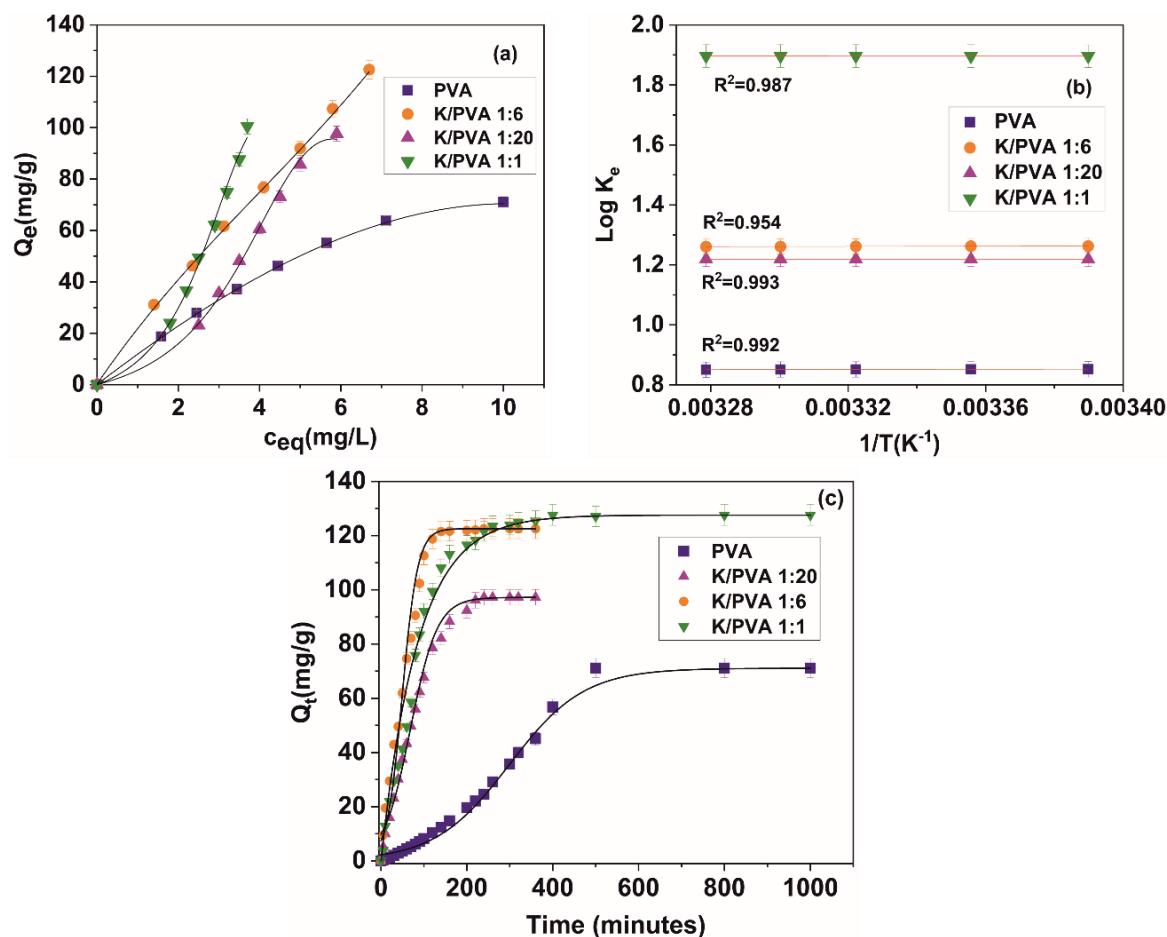 (a)
PVA
K/PVA 1:6
K/PVA 1:20
K/PVA 1:1
Qe(mg/g)
140
120
100
80
60
40
20
0
0 2 4 6 8 10
ceq(mg/L)
(b)
2.0
1.8
1.6
1.4
1.2
1.0
0.8
Log Ke
R²=0.987
PVA
K/PVA 1:6
K/PVA 1:20
K/PVA 1:1
R²=0.954
R²=0.993
R²=0.992
0.00328 0.00332 0.00336 0.00340
1/T(K⁻¹)
(c)
140
120
100
80
60
40
20
0
Qt(mg/g)
PVA
K/PVA 1:20
K/PVA 1:6
K/PVA 1:1
0 200 400 600 800 1000
Time (minutes)